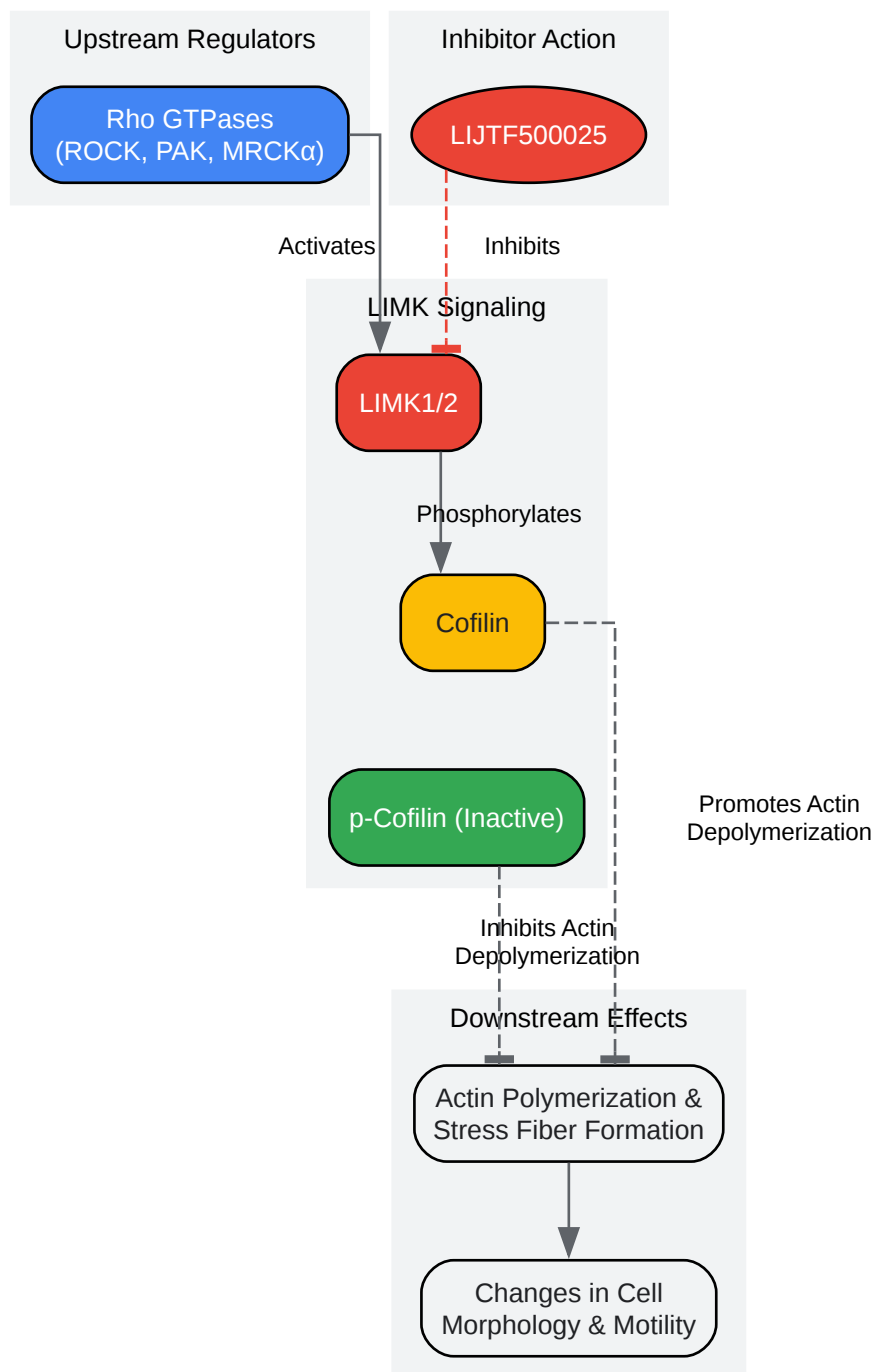 Upstream Regulators
Inhibitor Action
Rho GTPases
(ROCK, PAK, MRCKα)
LIJTF500025
Activates
Inhibits
LIMK Signaling
LIMK1/2
Phosphorylates
Cofilin
p-Cofilin (Inactive)
Promotes Actin
Depolymerization
Inhibits Actin
Depolymerization
Downstream Effects
Actin Polymerization &
Stress Fiber Formation
Changes in Cell
Morphology & Motility